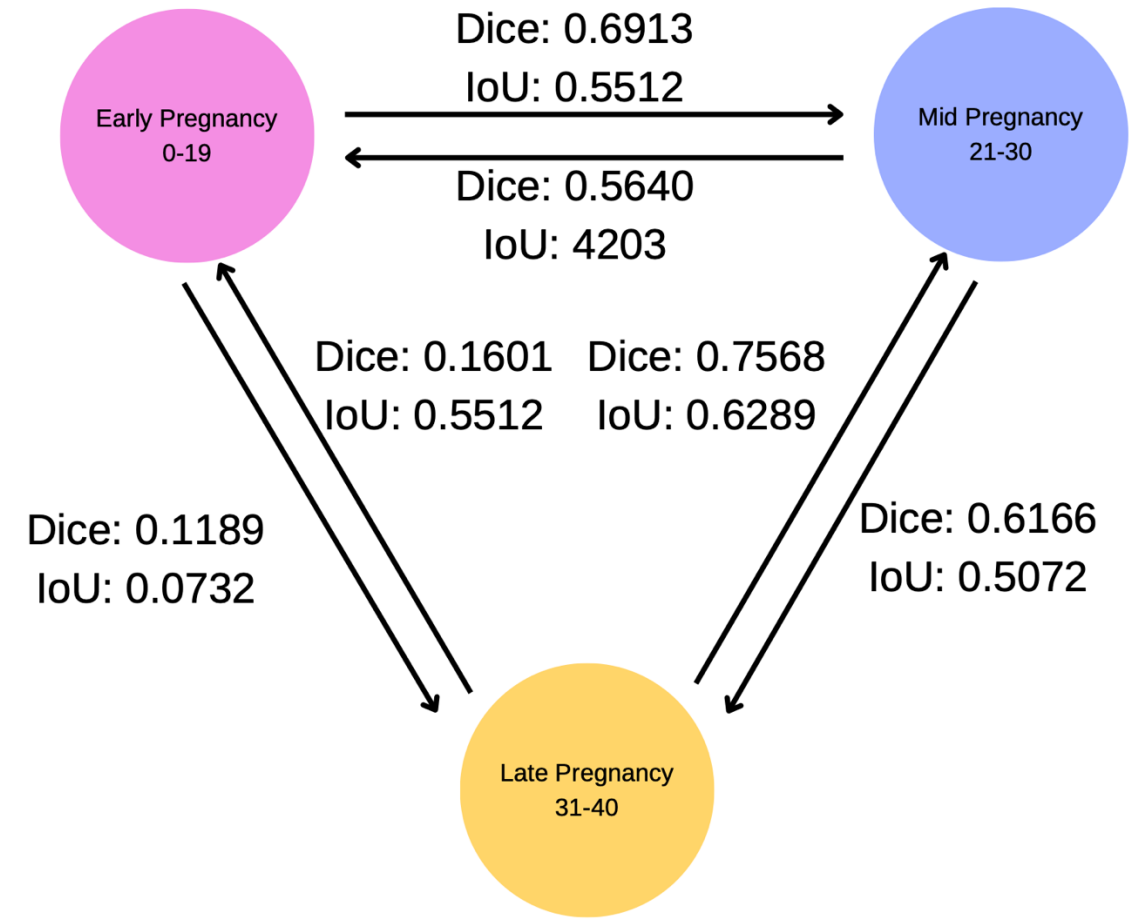 Dice: 0.6913
IoU: 0.5512
Early Pregnancy
0-19
Mid Pregnancy
21-30
Dice: 0.5640
IoU: 4203
Dice: 0.1601
IoU: 0.5512
Dice: 0.7568
IoU: 0.6289
Dice: 0.1189
IoU: 0.0732
Dice: 0.6166
IoU: 0.5072
Late Pregnancy
31-40